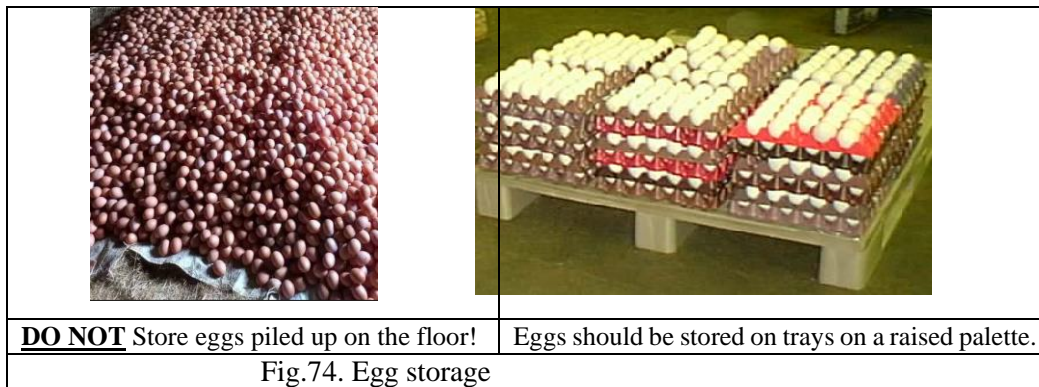 DO NOT Store eggs piled up on the floor!
Eggs should be stored on trays on a raised palette.
Fig.74. Egg storage